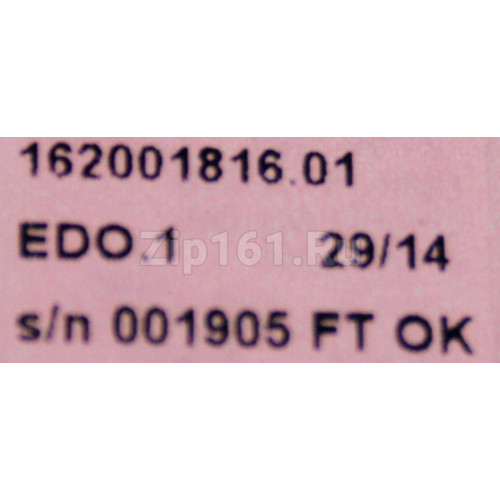 162001816.01
EDO.1 29/14
s/n 001905 FT OK
Zip161.Ru